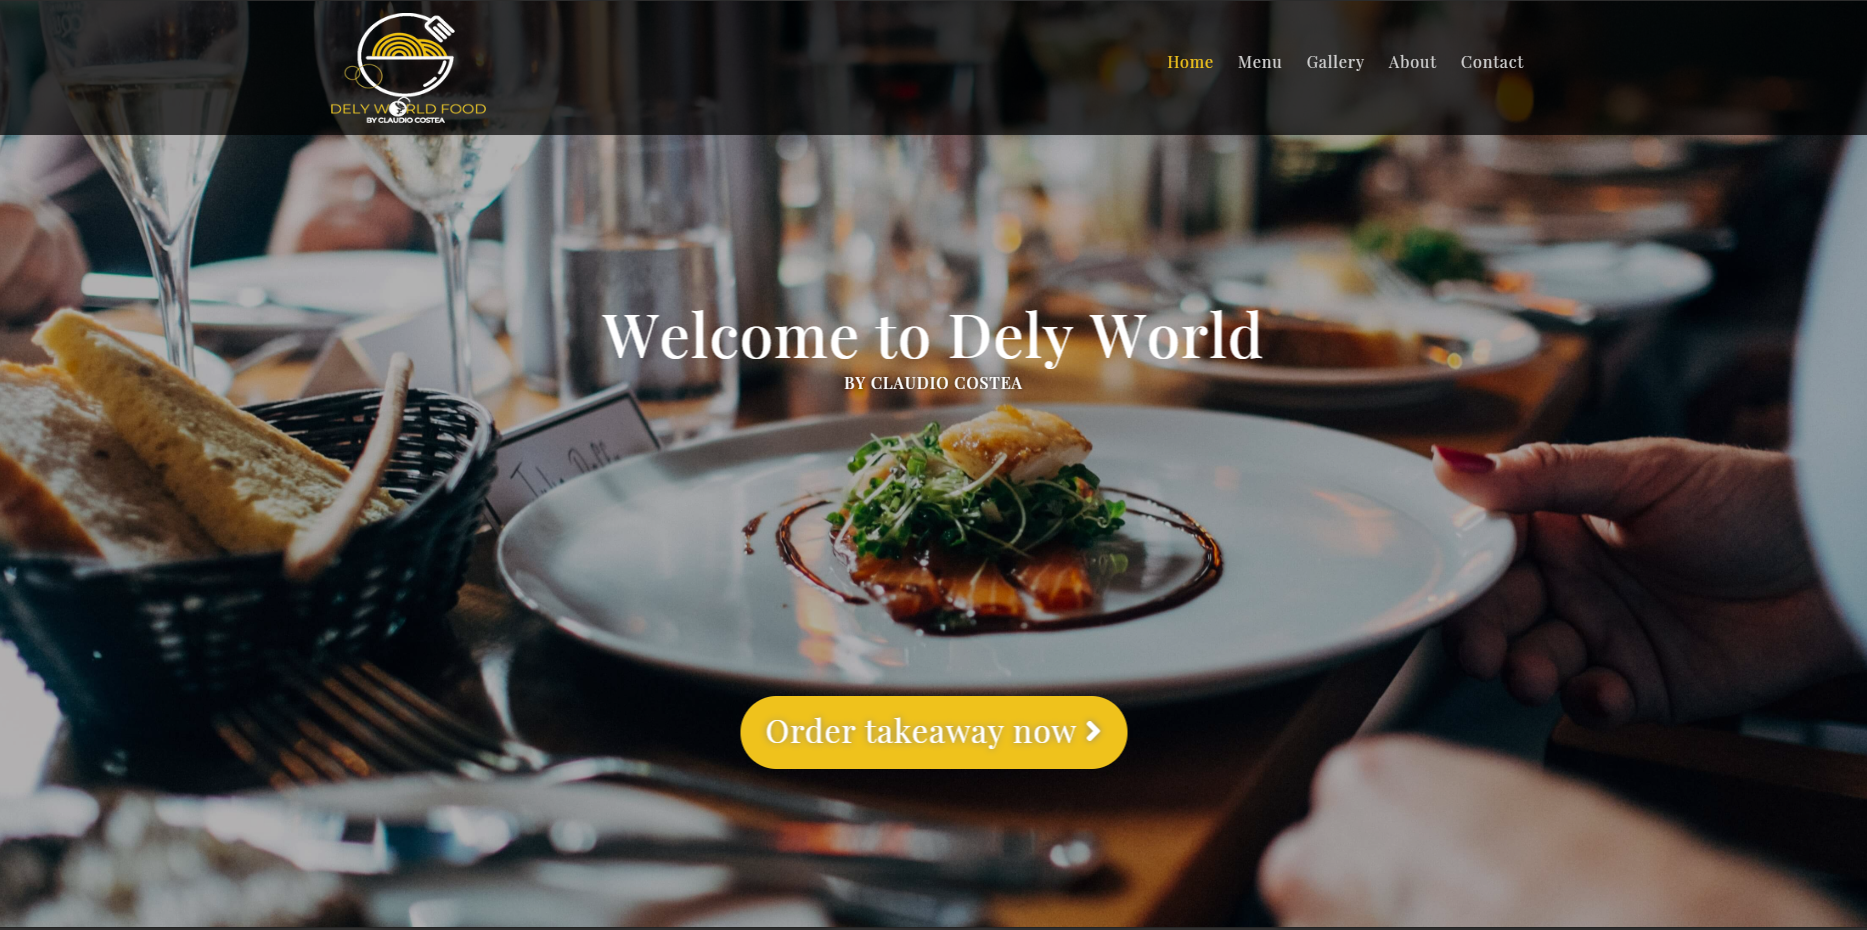 DELY WORLD FOOD
BY CLAUDIO COSTEA
Home Menu Gallery About Contact
Welcome to Dely World
BY CLAUDIO COSTEA
Order takeaway now